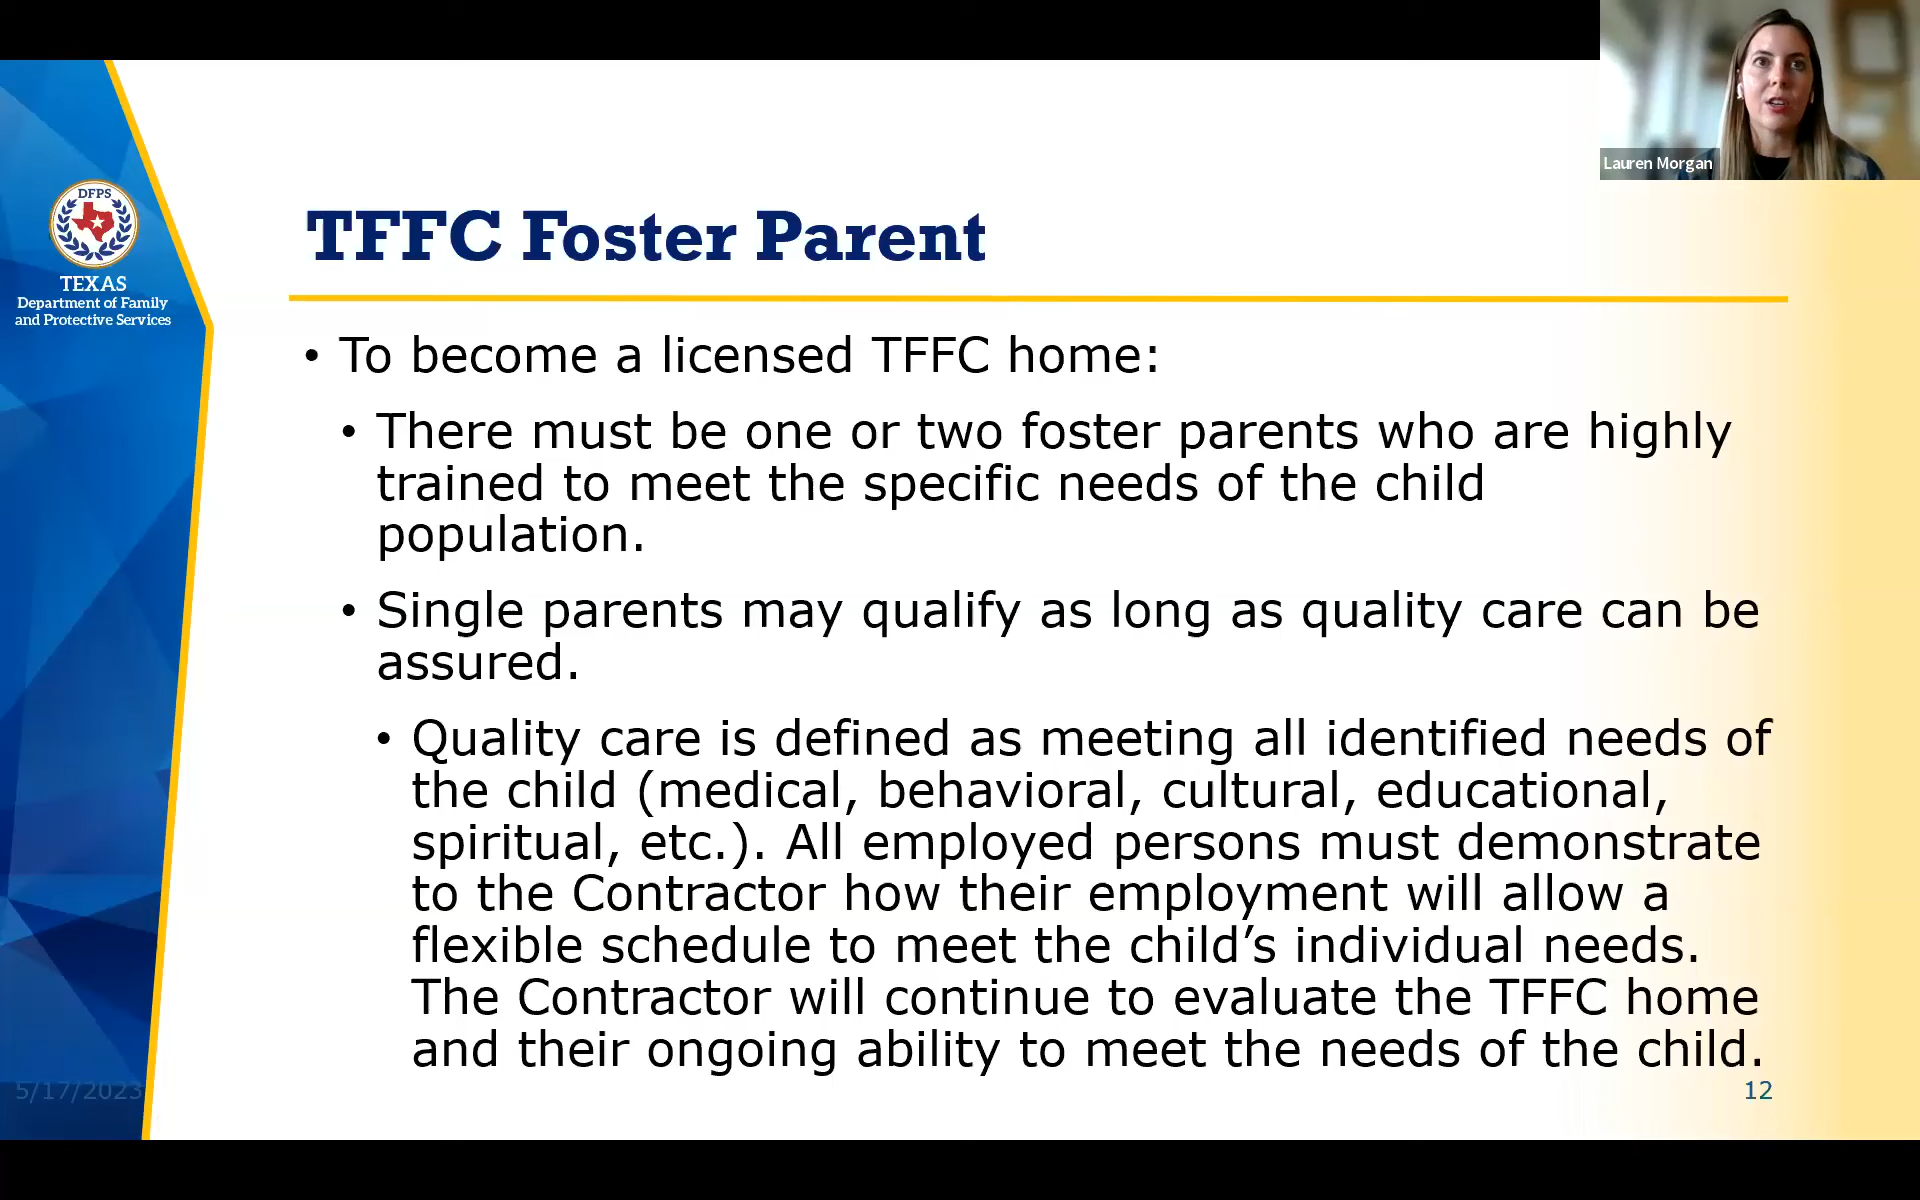 Lauren Morgan
DFPS
TEXAS
Department of Family
and Protective Services
TFFC Foster Parent
• To become a licensed TFFC home:
• There must be one or two foster parents who are highly
trained to meet the specific needs of the child
population.
• Single parents may qualify as long as quality care can be
assured.
• Quality care is defined as meeting all identified needs of
the child (medical, behavioral, cultural, educational,
spiritual, etc.). All employed persons must demonstrate
to the Contractor how their employment will allow a
flexible schedule to meet the child’s individual needs.
The Contractor will continue to evaluate the TFFC home
and their ongoing ability to meet the needs of the child.
5/17/2023
12